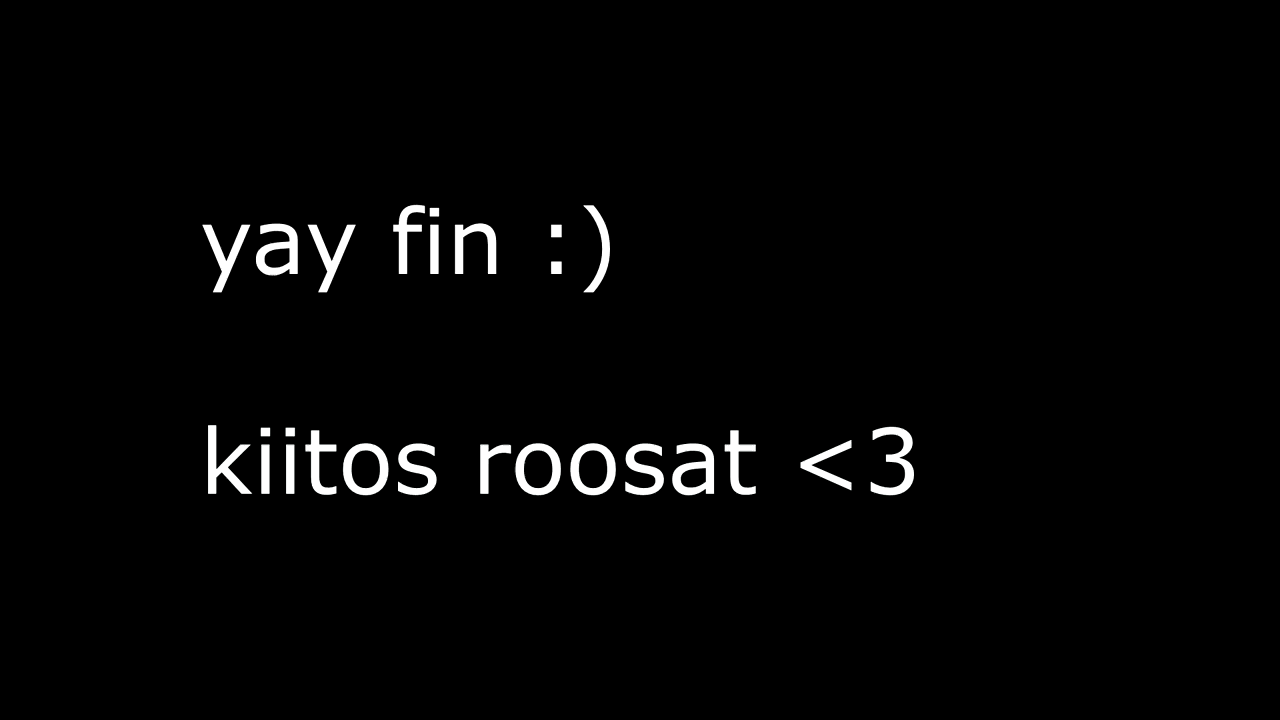 yay fin :)
kiitos roosat <3